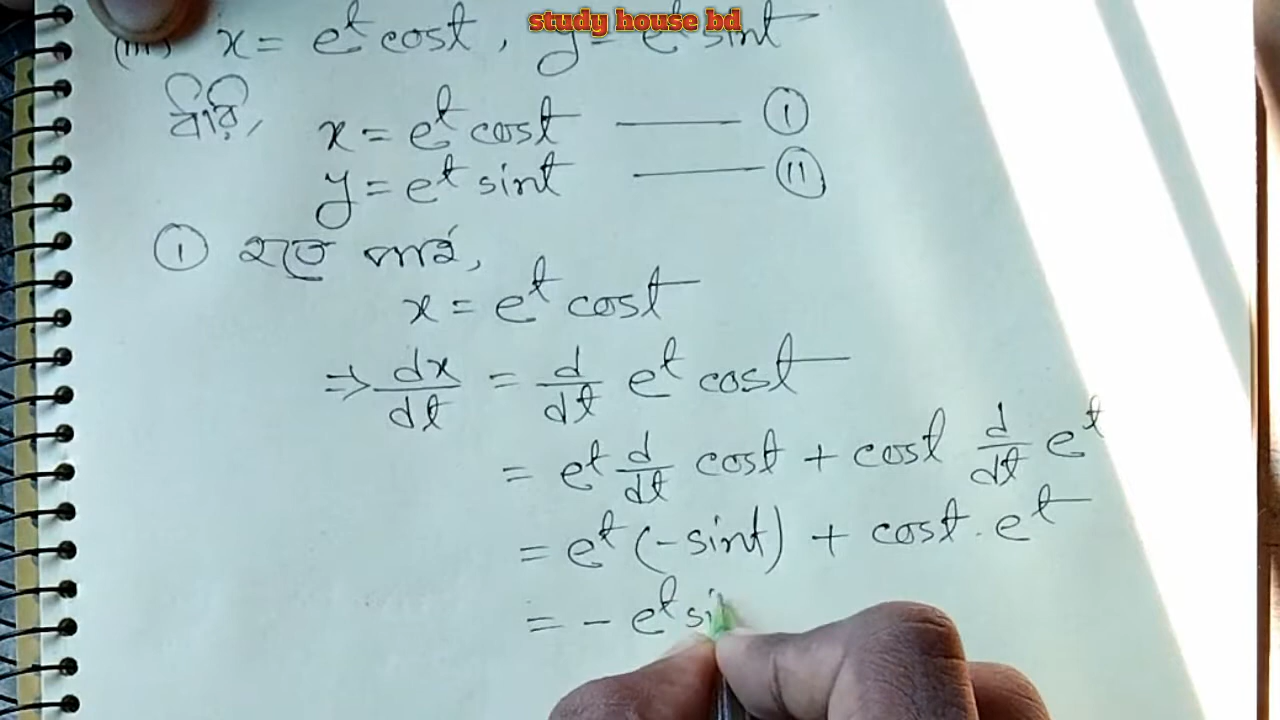 study house bd
(iii) x = e^t cost, y = e^t sint
ধরি,
x = e^t cost ——— (I)
y = e^t sint ——— (II)
(I) হতে পাই,
x = e^t cost
⇒ dx/dt = d/dt e^t cost
= e^t d/dt cost + cost d/dt e^t
= e^t (-sint) + cost . e^t
= - e^t si